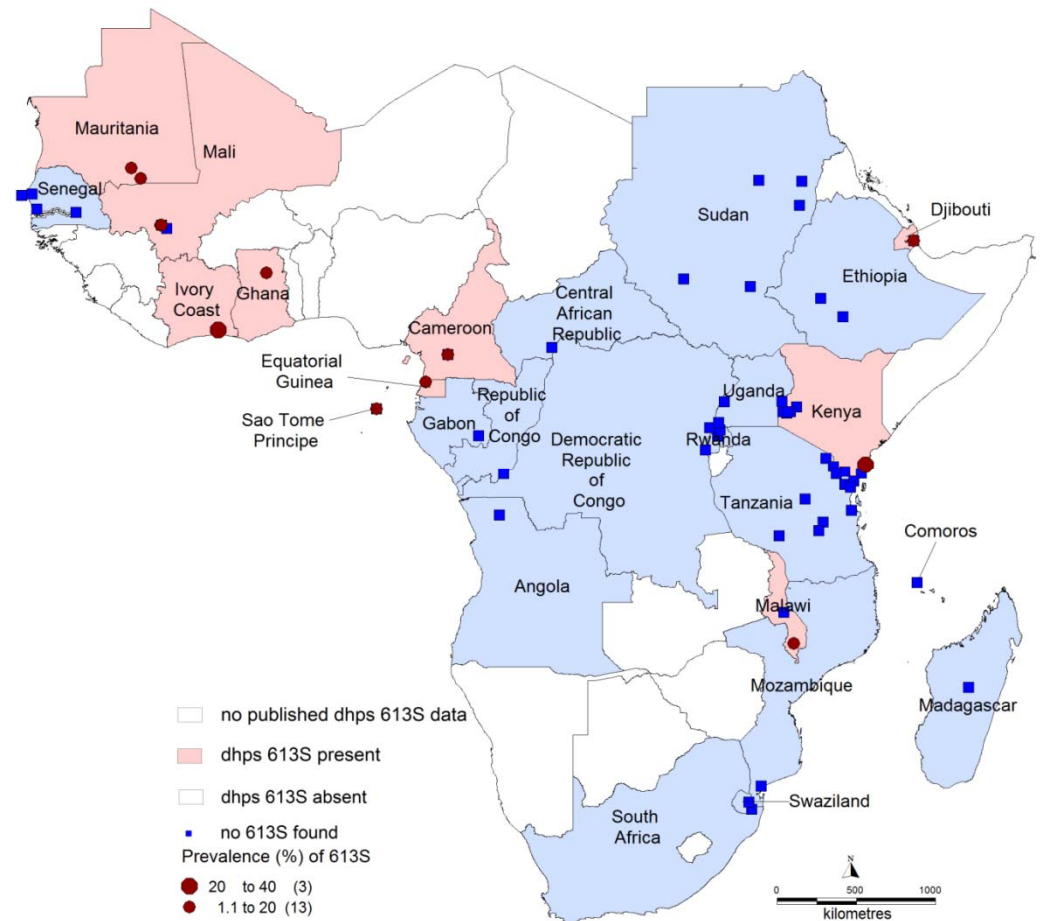 Mauritania
Mali
Senegal
Sudan
Djibouti
Ethiopia
Ivory
Coast
Ghana
Central
African
Republic
Cameroon
Equatorial
Guinea
Uganda
Kenya
Republic
of
Congo
Gabon
Sao Tome
Principe
Rwanda
Democratic
Republic
of
Congo
Tanzania
Comoros
Angola
Malawi
Mozambique
Madagascar
no published dhps 613S data
dhps 613S present
dhps 613S absent
no 613S found
Prevalence (%) of 613S
20 to 40 (3)
1.1 to 20 (13)
South
Africa
Swaziland
N
0 500 1000
kilometres